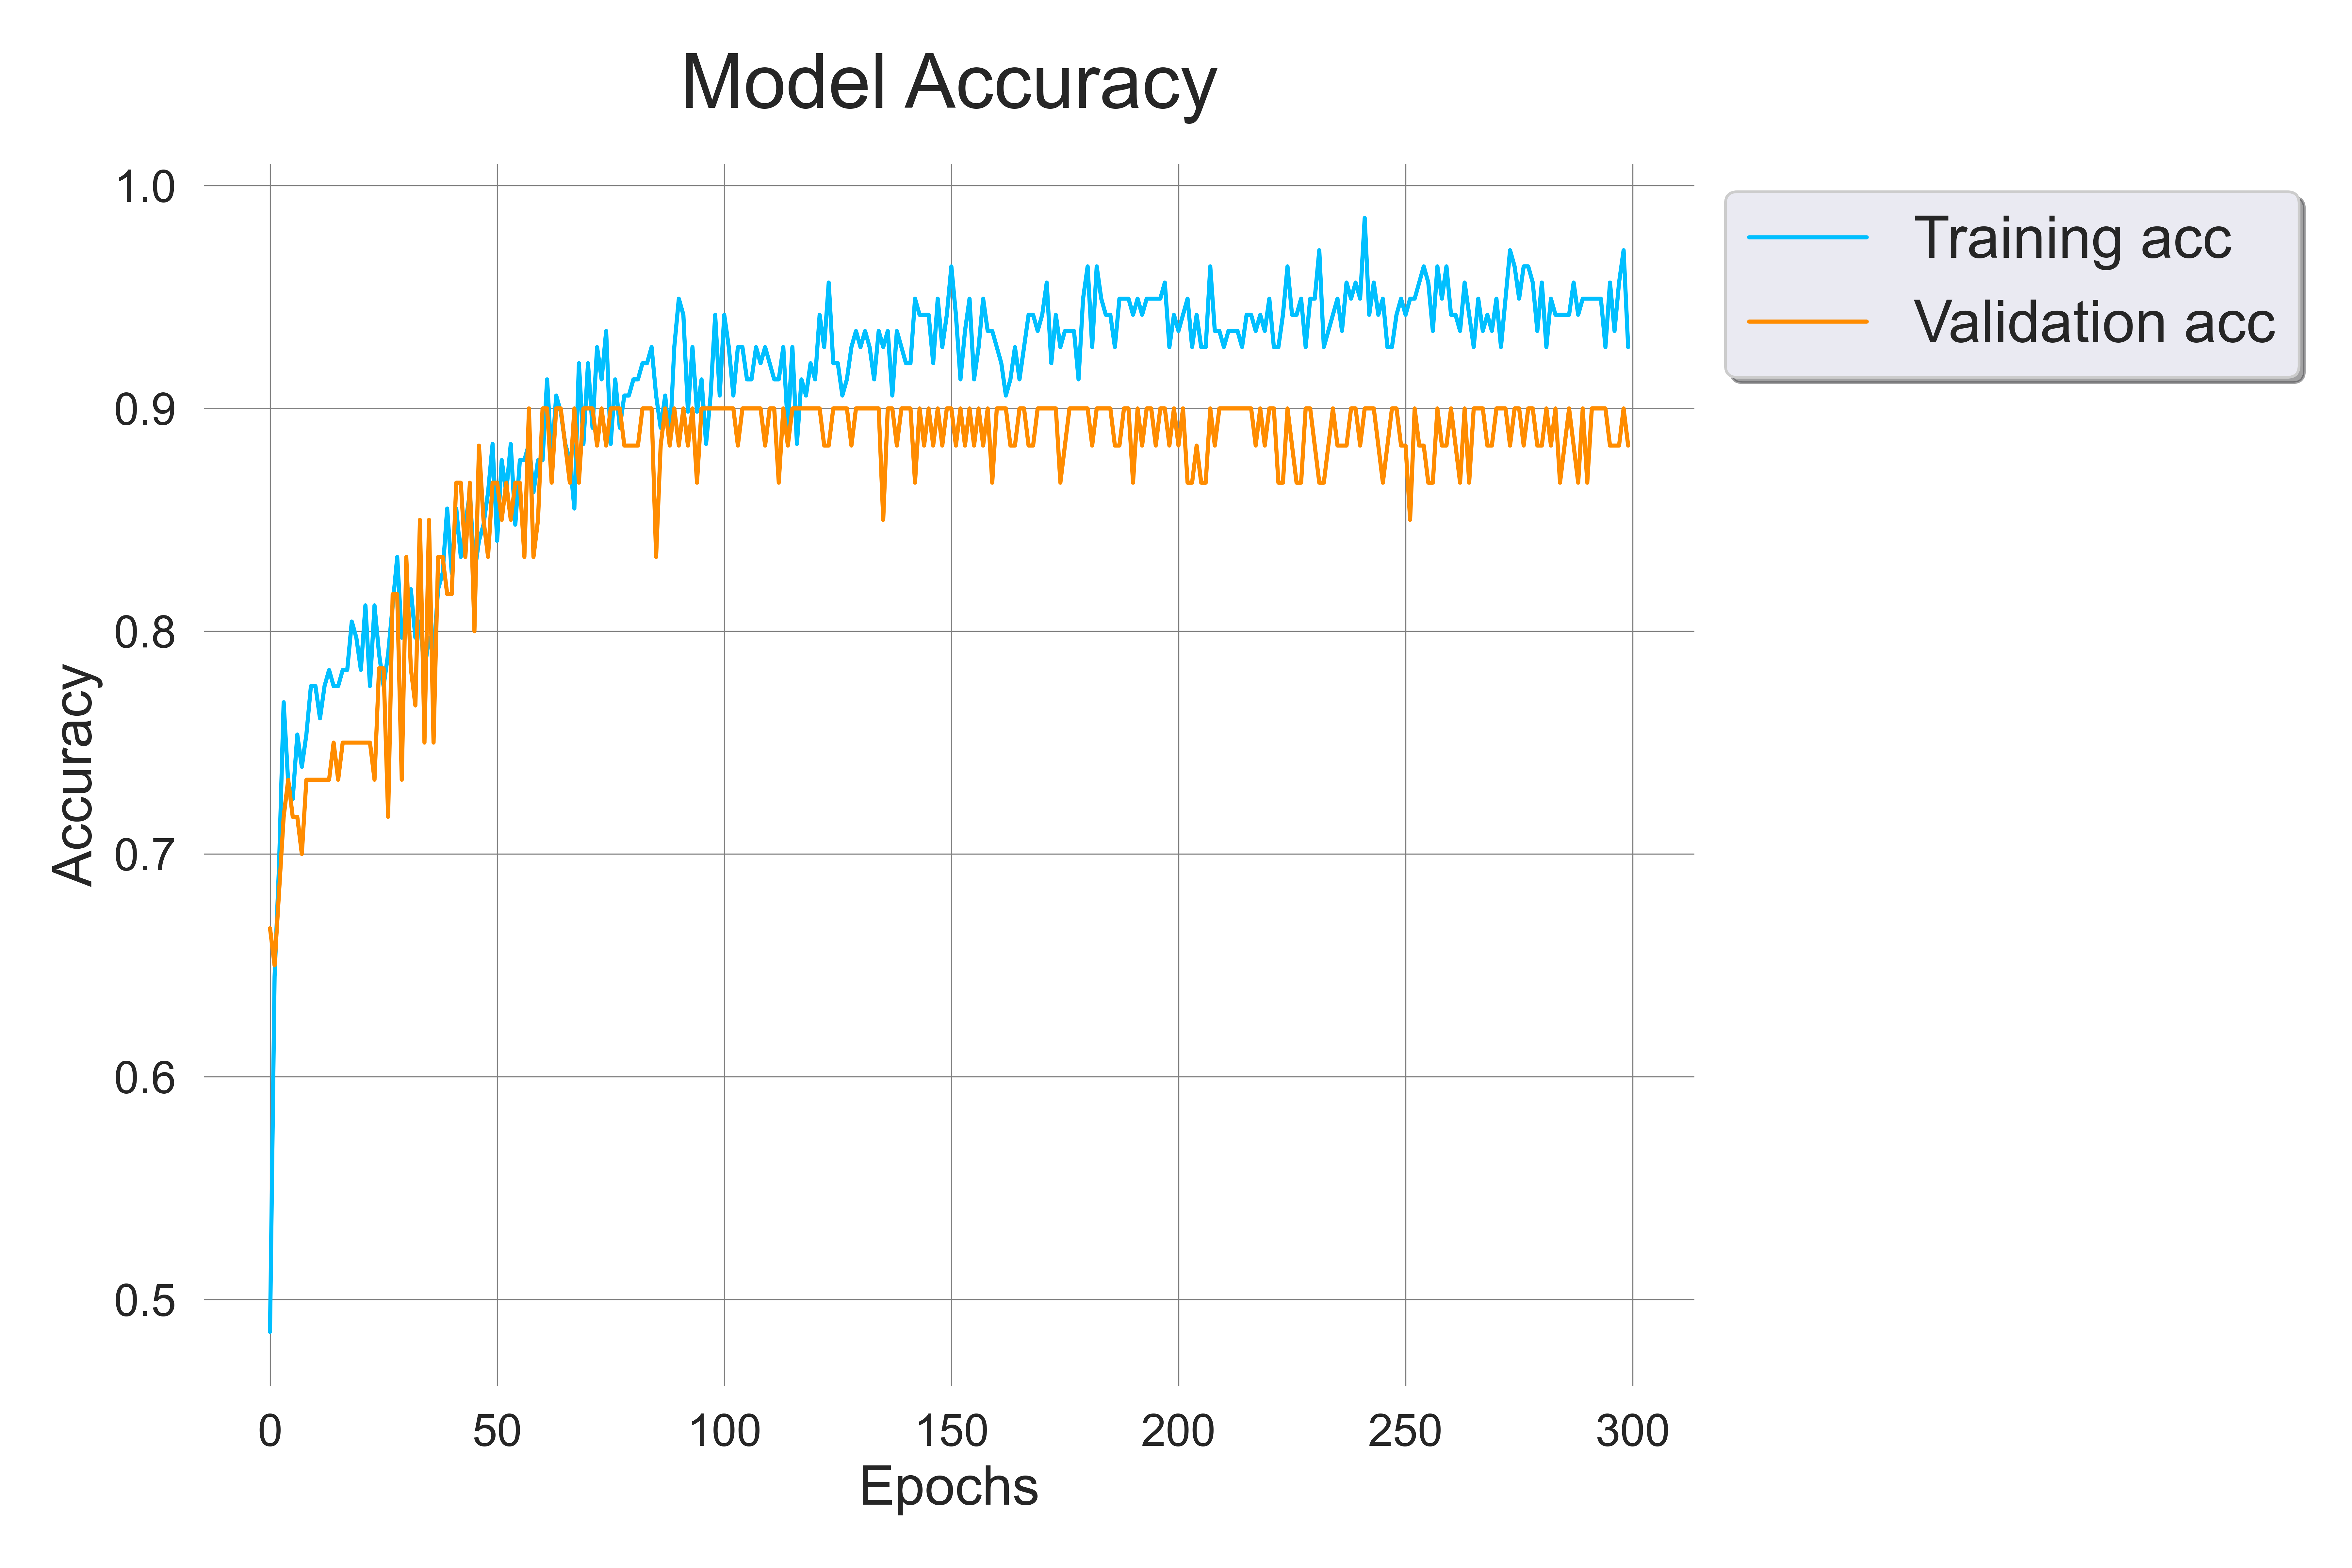 Model Accuracy
1.0
0.9
0.8
0.7
0.6
0.5
Accuracy
0 50 100 150 200 250 300
Epochs
Training acc
Validation acc